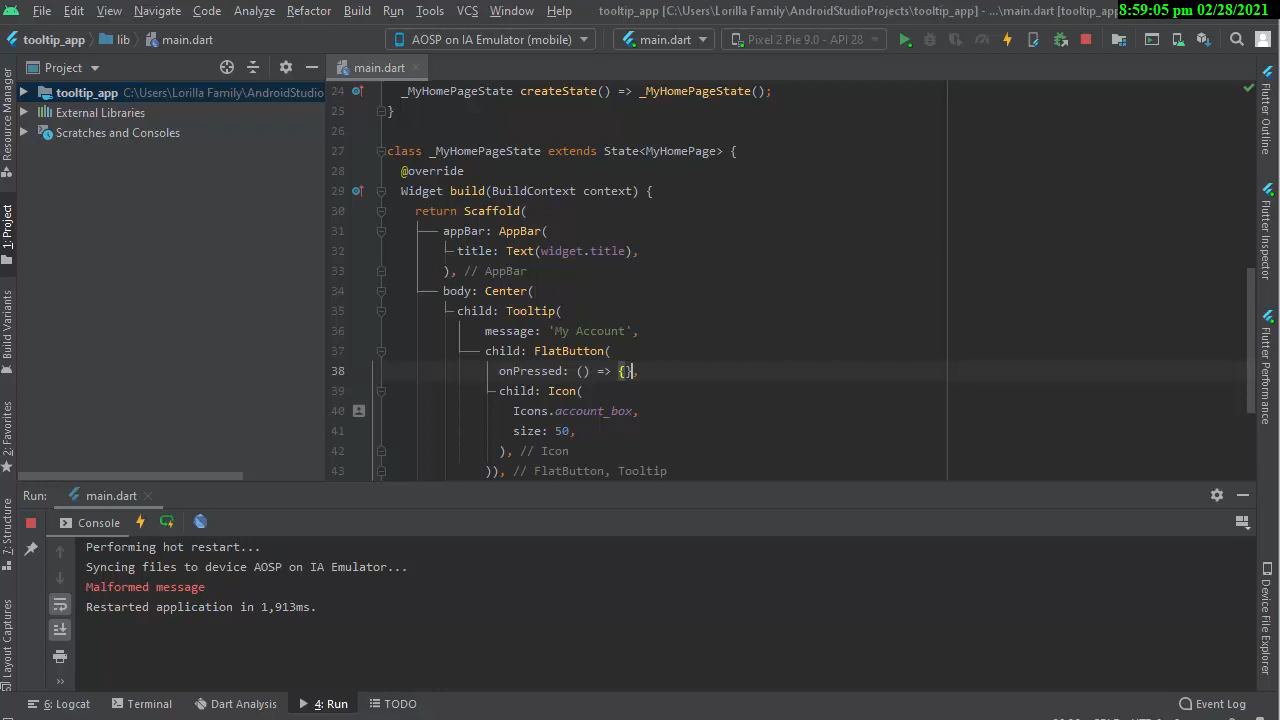 File Edit View Navigate Code Analyze Refactor Build Run Tools VCS Window Help tooltip_app [C:\Users\Lorilla Family\AndroidStudioProjects\tooltip_app] - ...\main.dart [tooltip_app
8:59:05 pm 02/28/2021
tooltip_app lib main.dart AOSP on IA Emulator (mobile) main.dart Pixel 2 Pie 9.0 - API 28
Project main.dart
tooltip_app C:\Users\Lorilla Family\AndroidStudio
External Libraries
Scratches and Consoles
24 _MyHomePageState createState() => _MyHomePageState();
25 }
26
27 class _MyHomePageState extends State<MyHomePage> {
28 @override
29 Widget build(BuildContext context) {
30 return Scaffold(
31 appBar: AppBar(
32 title: Text(widget.title),
33 ), // AppBar
34 body: Center(
35 child: Tooltip(
36 message: 'My Account',
37 child: FlatButton(
38 onPressed: () => {},
39 child: Icon(
40 Icons.account_box,
41 size: 50,
42 ), // Icon
43 )), // FlatButton, Tooltip
Resource Manager
1: Project
Build Variants
2: Favorites
7: Structure
Layout Captures
Flutter Outline
Flutter Inspector
Flutter Performance
Device File Explorer
Run: main.dart
Console
Performing hot restart...
Syncing files to device AOSP on IA Emulator...
Malformed message
Restarted application in 1,913ms.
6: Logcat Terminal Dart Analysis 4: Run TODO Event Log